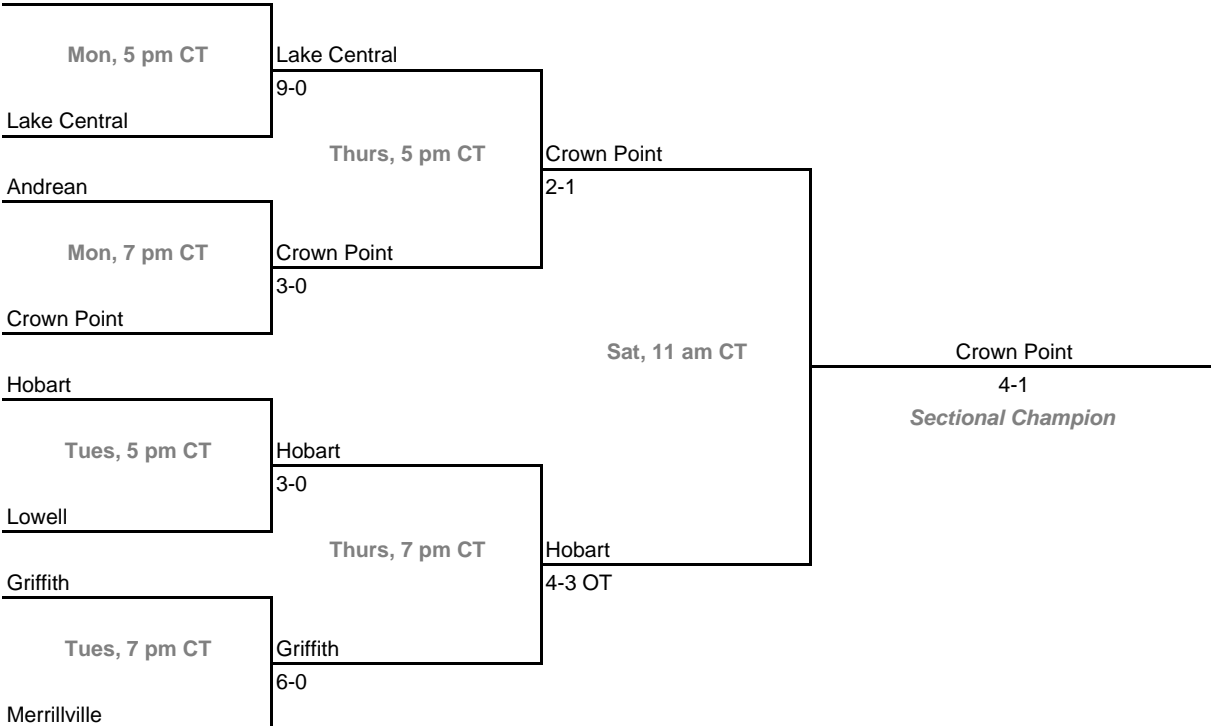 Mon, 5 pm CT
Lake Central
9-0
Lake Central
Thurs, 5 pm CT
Crown Point
2-1
Andrean
Mon, 7 pm CT
Crown Point
3-0
Crown Point
Sat, 11 am CT
Crown Point
4-1
Sectional Champion
Hobart
Tues, 5 pm CT
Hobart
3-0
Lowell
Thurs, 7 pm CT
Hobart
4-3 OT
Griffith
Tues, 7 pm CT
Griffith
6-0
Merrillville